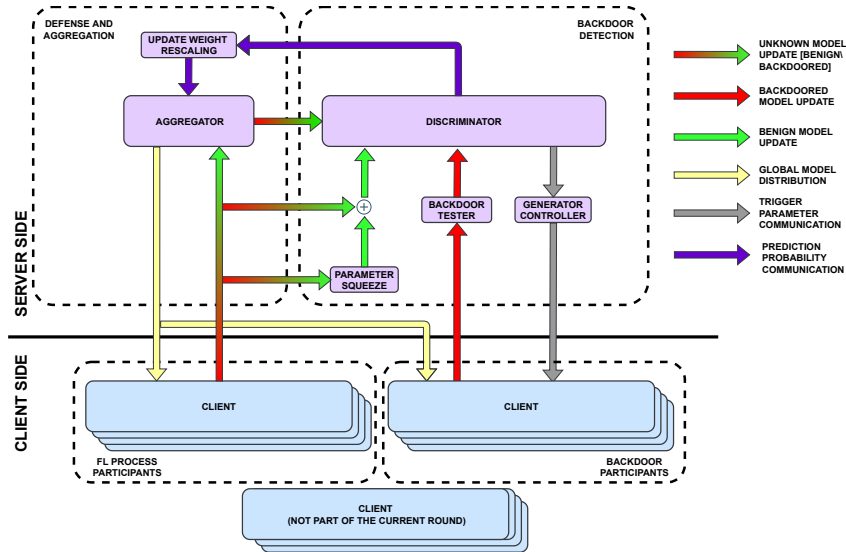 DEFENSE AND
AGGREGATION
BACKDOOR
DETECTION
UPDATE WEIGHT
RESCALING
AGGREGATOR
DISCRIMINATOR
BACKDOOR
TESTER
GENERATOR
CONTROLLER
PARAMETER
SQUEEZE
SERVER SIDE
CLIENT SIDE
CLIENT
FL PROCESS
PARTICIPANTS
CLIENT
BACKDOOR
PARTICIPANTS
CLIENT
(NOT PART OF THE CURRENT ROUND)
UNKNOWN MODEL
UPDATE [BENIGN\
BACKDOORED]
BACKDOORED
MODEL UPDATE
BENIGN MODEL
UPDATE
GLOBAL MODEL
DISTRIBUTION
TRIGGER
PARAMETER
COMMUNICATION
PREDICTION
PROBABILITY
COMMUNICATION